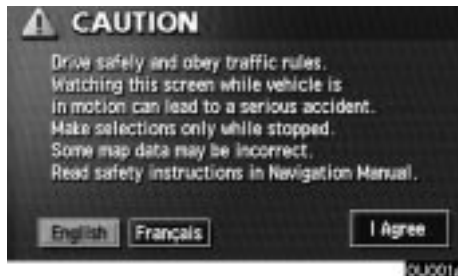 CAUTION
Drive safely and obey traffic rules.
Watching this screen while vehicle is
in motion can lead to a serious accident.
Make selections only while stopped.
Some map data may be incorrect.
Read safety instructions in Navigation Manual.
English Français I Agree
0U001